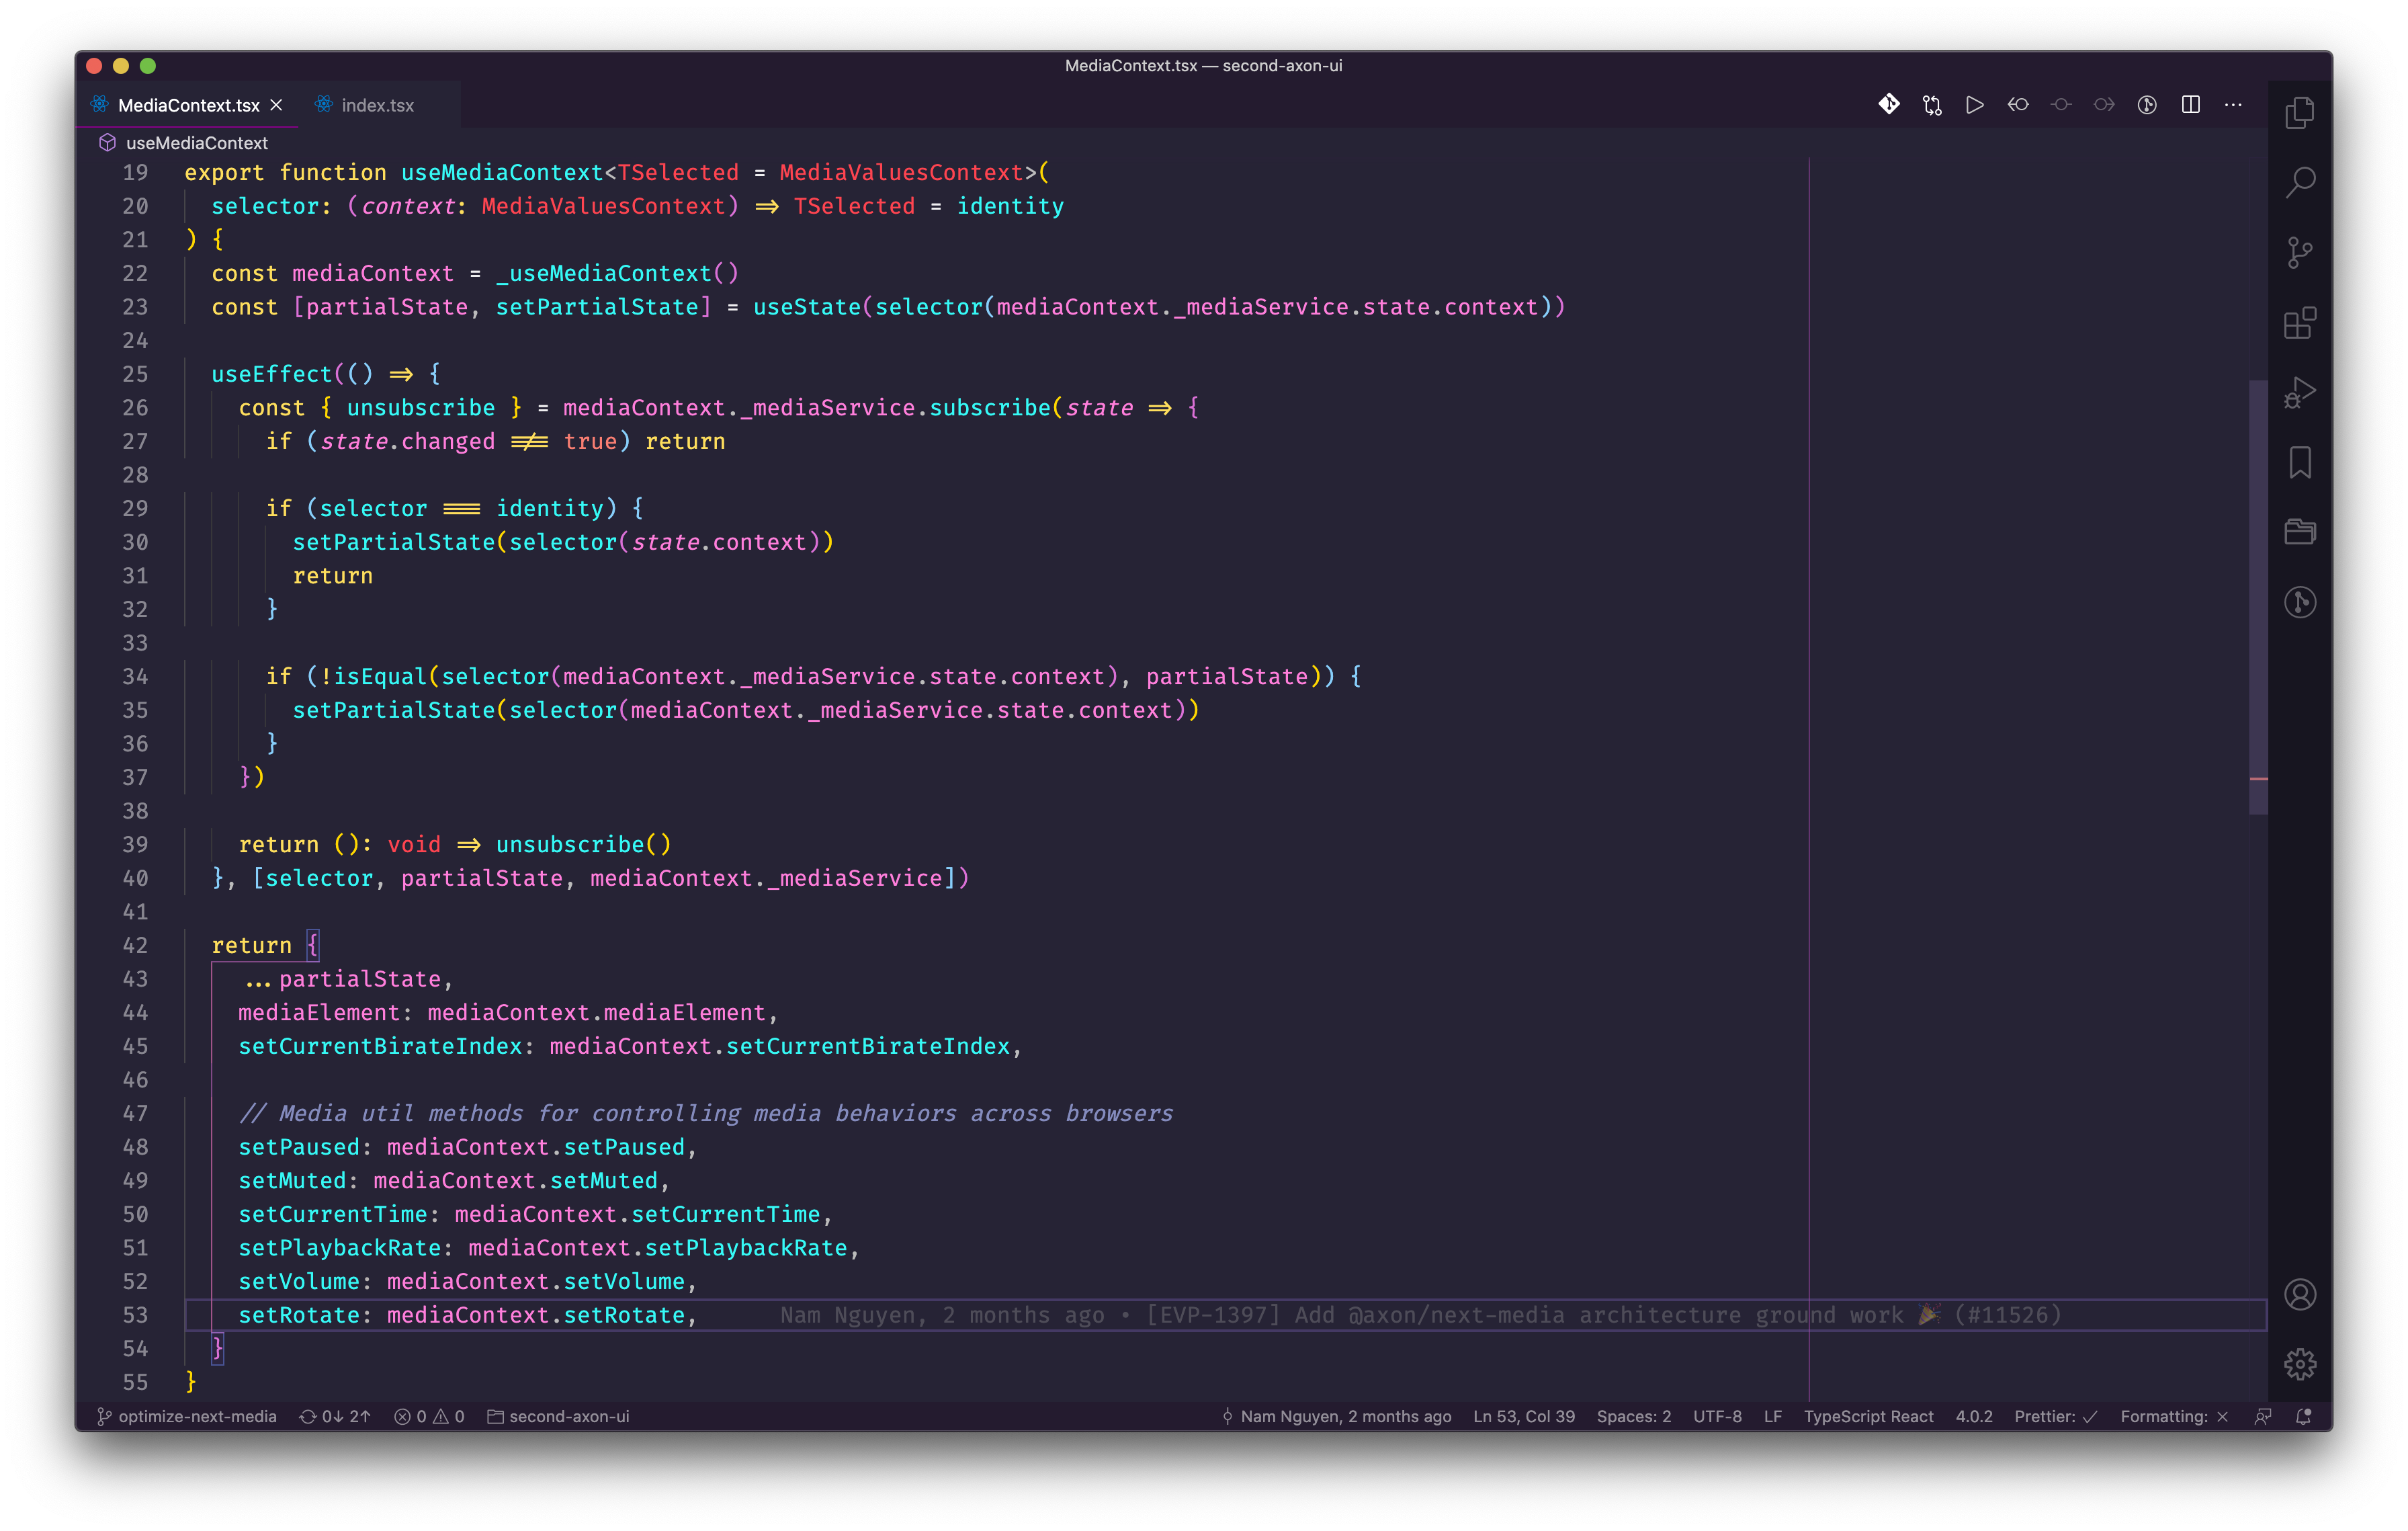 MediaContext.tsx — second-axon-ui
MediaContext.tsx
index.tsx
useMediaContext
19 export function useMediaContext<TSelected = MediaValuesContext>(
20 selector: (context: MediaValuesContext) => TSelected = identity
21 ) {
22 const mediaContext = _useMediaContext()
23 const [partialState, setPartialState] = useState(selector(mediaContext._mediaService.state.context))
24
25 useEffect(() => {
26 const { unsubscribe } = mediaContext._mediaService.subscribe(state => {
27 if (state.changed !== true) return
28
29 if (selector === identity) {
30 setPartialState(selector(state.context))
31 return
32 }
33
34 if (!isEqual(selector(mediaContext._mediaService.state.context), partialState)) {
35 setPartialState(selector(mediaContext._mediaService.state.context))
36 }
37 })
38
39 return (): void => unsubscribe()
40 }, [selector, partialState, mediaContext._mediaService])
41
42 return {
43 ...partialState,
44 mediaElement: mediaContext.mediaElement,
45 setCurrentBirateIndex: mediaContext.setCurrentBirateIndex,
46
47 // Media util methods for controlling media behaviors across browsers
48 setPaused: mediaContext.setPaused,
49 setMuted: mediaContext.setMuted,
50 setCurrentTime: mediaContext.setCurrentTime,
51 setPlaybackRate: mediaContext.setPlaybackRate,
52 setVolume: mediaContext.setVolume,
53 setRotate: mediaContext.setRotate, Nam Nguyen, 2 months ago • [EVP-1397] Add @axon/next-media architecture ground work 🎉 (#11526)
54 }
55 }
optimize-next-media 0↓ 2↑ 0 0 second-axon-ui Nam Nguyen, 2 months ago Ln 53, Col 39 Spaces: 2 UTF-8 LF TypeScript React 4.0.2 Prettier: ✓ Formatting: ✕